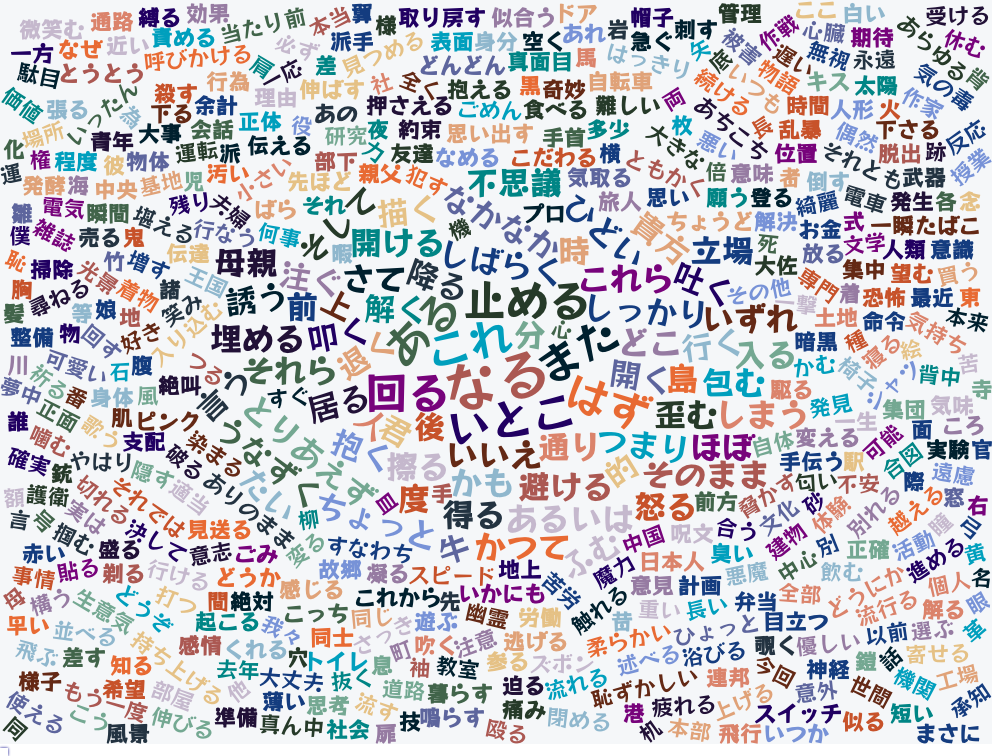 微笑む 通路 縛る 効果 当たり前 本当 翼 様 取り戻す 似合う ドア 岩 帽子 刺す 管理 ここ 白い 受ける
一方 なぜ 近い 責める 呼びかける 必ず 派手 見つめる 表面 身分 空く あれ 急ぐ 矢 被害 作戦 心臓 無視 期待 永遠 あらゆる 休む
駄目 とうとう 行為 肩 一応 差 どんどん 真面目 馬 はっきり 底 いつも 物語 遅い キス 太陽 気の毒 背
価値 張る いったん 為 殺す 余計 理由 伸ばす 社 全く 抱える 黒 奇妙 自転車 続ける 両 時間 人形 火 作家
場所 青年 大事 下る 会話 正体 役 あの 押さえる ごめん 食べる 難しい あちこち 長 乱暴 偶然 下さる 反応
化 権 程度 彼 物体 運転 派 伝える 研究 夜 約束 思い出す 手首 多少 大きな 枚 悪い 位置 それとも 脱出 跡 授業
運 発酵 海 中央 基地 児 汚い 小さい 部下 友達 なめる こだわる 横 ともかく 倍 意味 者 倒す 武器
雛 電気 瞬間 堪える 残り 夫婦 ばら 先ほど それ 親父 犯す 不思議 気取る 旅人 思い 願う 登る 綺麗 電車 発生 各 念
僕 雑誌 売る 鬼 行なう 何事 そし 暇 描く 機 なかなか プロ ひどい 貴方 ちょうど 解決 お金 式 一瞬 たばこ
恥 掃除 光景 竹 増す 伝達 王国 母親 注ぐ 開ける さて 降る しばらく 時 立場 死 大佐 放る 文学 人類 意識
胸 尋ねる 着物 諸 笑み 誘う 前 上 解く ある 止める これら 吐く その他 一撃 専門 着 集中 望む 買う
髪 等 娘 地 好き 入り込む 埋める 叩く これ 分 心 また しっかり いずれ 土地 恐怖 最近 東
整備 物 回す 退く どこ 行く 入る 暗黒 種 命令 気持ち 本来
川 可愛い 石 腹 つる う それら 回る なる 開く 島 包む かむ 椅子 寝る 絵 苦
夢中 祈る 番 身体 風 絶叫 言う すぐ 居る いとこ はず 歪む しまう 駆る 発見 シャツ 背中 寺
誰 正面 歌う 肌 ピンク うなずく とりあえず 人 君 後 いいえ 通り つまり ほぼ 自体 変える 一生 集団 面 気味 ころ
噛む 支配 染まる 抱く 擦る かも 避ける 的 そのまま 手伝う 駅 可能 合図 実験 官
確実 銃 やはり 隠す 破る ありのまま だい 目 度 手 怒る 前方 脅かす 匂い 不安 際 遠慮
額 護衛 切れる それでは 適当 柳 ちょっと 得る あるいは 合う 文化 砂 体験 別れる 越える 窓 右
言 号 掴む 実は 決して 見送る すなわち 牛 かつて ふむ 中国 呪文 建物 別 正確 活動 瞳 皿
赤い 盛る 意志 ごみ 変る 故郷 凝る スピード 地上 魔力 日本人 臭い 中心 飲む 進める 黄
事情 貼る 剃る 行ける どうか 感じる いかにも 苦労 触れる 意見 計画 悪魔 全部 どうにか 個人 名
母 構う 生意気 どうぞ 打つ 間 絶対 これから 先 幽霊 労働 昔 重い 長い 弁当 流行る 解る 眼
早い 並べる 持ち上げる 起こる 我々 こっち 同じ 遊ぶ 柔らかい ひょっと 目立つ 以前 選ぶ 革
飛ぶ 差す 知る 感情 くれる 穴 同士 さっき 町 吹く 注意 逃げる 述べる 浴びる 覗く 優しい 話 寄せる
様子 もう一度 希望 部屋 他 去年 大丈夫 トイレ 抜く 息 袖 教室 参る ズボン 流れる 恥ずかしい 連邦 今回 神経 鎧 機関 工場
使える こう 伸びる 準備 薄い 思考 流す 道路 暮らす 迫る 痛み 港 疲れる 上げる 意外 世間 短い 承知
同 風景 真ん中 社会 扉 技 鳴らす 殴る 閉める 机 本部 飛行 スイッチ いつか 似る まさに